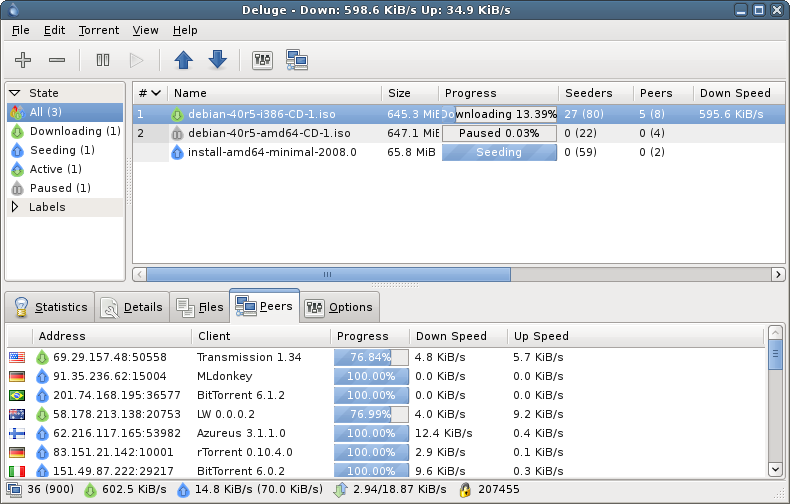 Deluge - Down: 598.6 KiB/s Up: 34.9 KiB/s
File Edit Torrent View Help
State
All (3)
Downloading (1)
Seeding (1)
Active (1)
Paused (1)
Labels
# Name Size Progress Seeders Peers Down Speed
1 debian-40r5-i386-CD-1.iso 645.3 MiB Downloading 13.39% 27 (80) 5 (8) 595.6 KiB/s
2 debian-40r5-amd64-CD-1.iso 647.1 MiB Paused 0.03% 0 (22) 0 (4)
install-amd64-minimal-2008.0 65.8 MiB Seeding 0 (59) 0 (2)
Statistics Details Files Peers Options
Address Client Progress Down Speed Up Speed
69.29.157.48:50558 Transmission 1.34 76.84% 4.8 KiB/s 5.7 KiB/s
91.35.236.62:15004 MLdonkey 100.00% 0.0 KiB/s 0.0 KiB/s
201.74.168.195:36577 BitTorrent 6.1.2 100.00% 0.0 KiB/s 0.0 KiB/s
58.178.213.138:20753 LW 0.0.0.2 76.99% 4.0 KiB/s 9.2 KiB/s
62.216.117.165:53982 Azureus 3.1.1.0 100.00% 12.4 KiB/s 0.4 KiB/s
83.151.21.142:10001 rTorrent 0.10.4.0 100.00% 2.9 KiB/s 0.1 KiB/s
151.49.87.222:29217 BitTorrent 6.0.2 100.00% 9.6 KiB/s 0.3 KiB/s
36 (900) 602.5 KiB/s 14.8 KiB/s (70.0 KiB/s) 2.94/18.87 KiB/s 207455